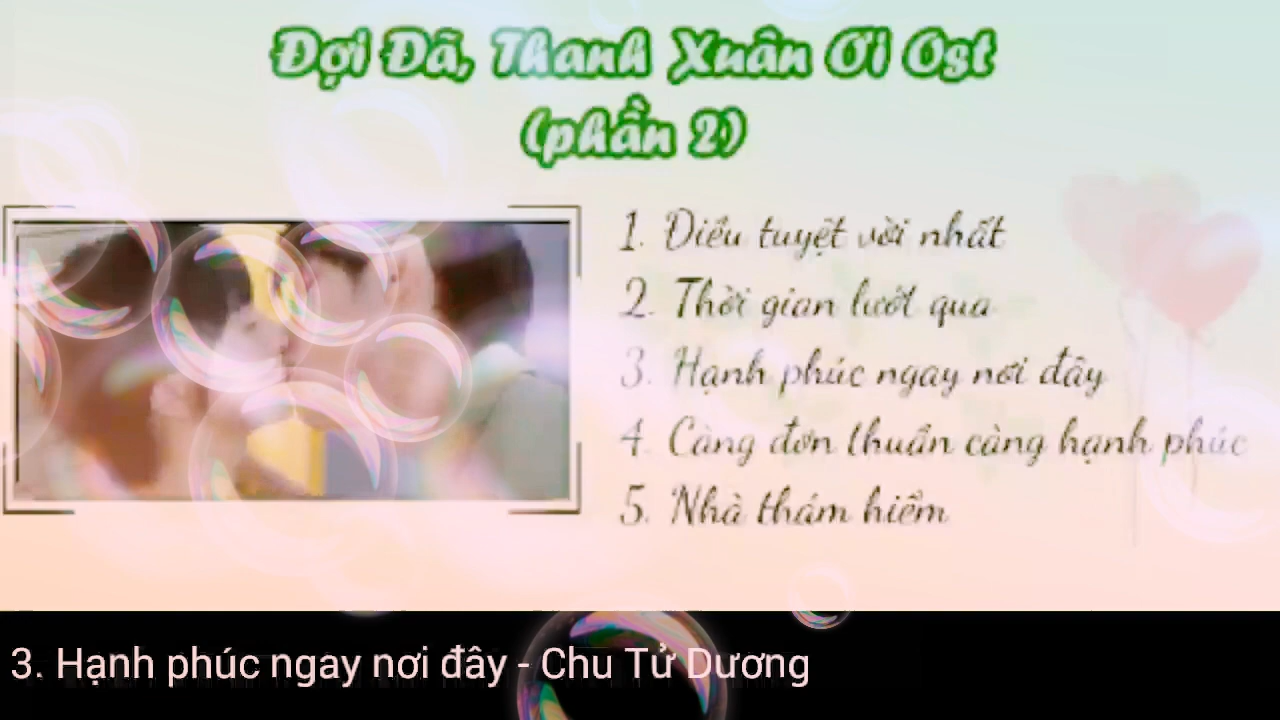 Đợi Đã, Thanh Xuân Ơi Ost
(phần 2)
1. Điều tuyệt vời nhất
2. Thời gian lướt qua
3. Hạnh phúc ngay nơi đây
4. Càng đơn thuần càng hạnh phúc
5. Nhà thám hiểm
3. Hạnh phúc ngay nơi đây - Chu Tử Dương